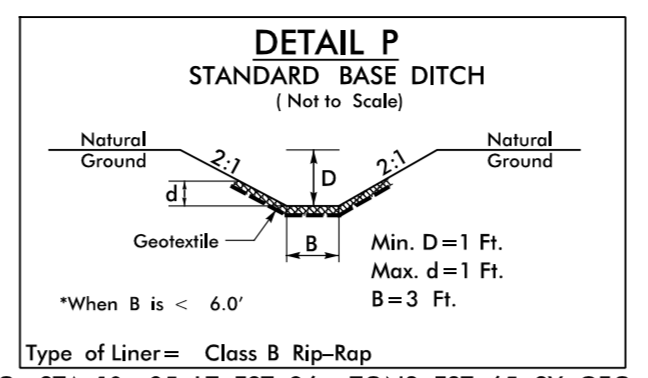 DETAIL P
STANDARD BASE DITCH
( Not to Scale)
Natural
Ground
2:1
D
2:1
Natural
Ground
d
Geotextile
B
Min. D=1 Ft.
Max. d=1 Ft.
*When B is < 6.0'
B=3 Ft.
Type of Liner= Class B Rip-Rap